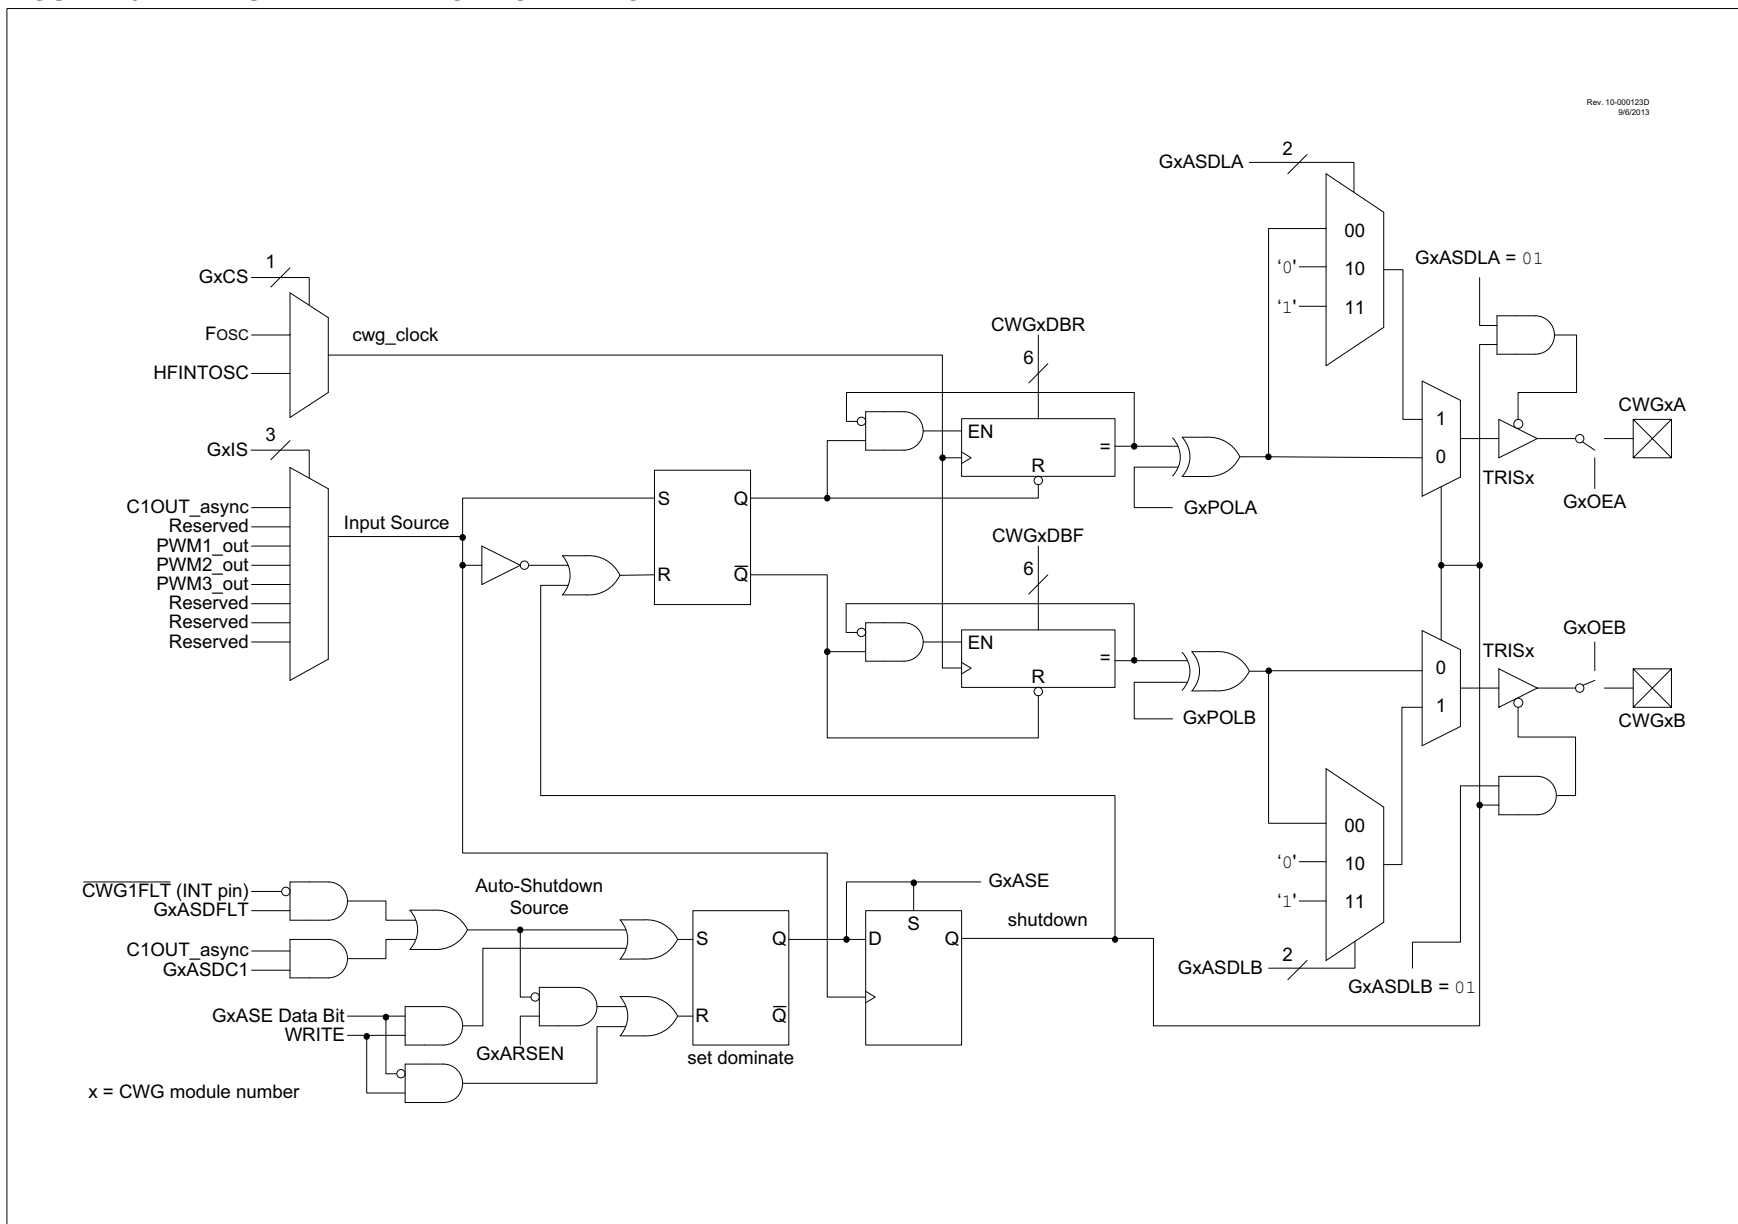 Rev. 10-000123D
9/6/2013
GxASDLA
2
00
‘0’
10
‘1’
11
GxASDLA = 01
GxCS
1
FOSC
HFINTOSC
cwg_clock
CWGxDBR
6
EN
=
R
GxPOLA
1
0
TRISx
CWGxA
GxOEA
GxIS
3
C1OUT_async
Reserved
PWM1_out
PWM2_out
PWM3_out
Reserved
Reserved
Reserved
Input Source
S
Q
R
Q
CWGxDBF
6
EN
=
R
GxPOLB
0
1
TRISx
GxOEB
CWGxB
00
‘0’
10
‘1’
11
GxASDLB
2
GxASDLB = 01
CWG1FLT (INT pin)
GxASDFLT
C1OUT_async
GxASDC1
Auto-Shutdown
Source
GxASE Data Bit
WRITE
GxARSEN
S
Q
R
Q
set dominate
S
D
Q
GxASE
shutdown
x = CWG module number